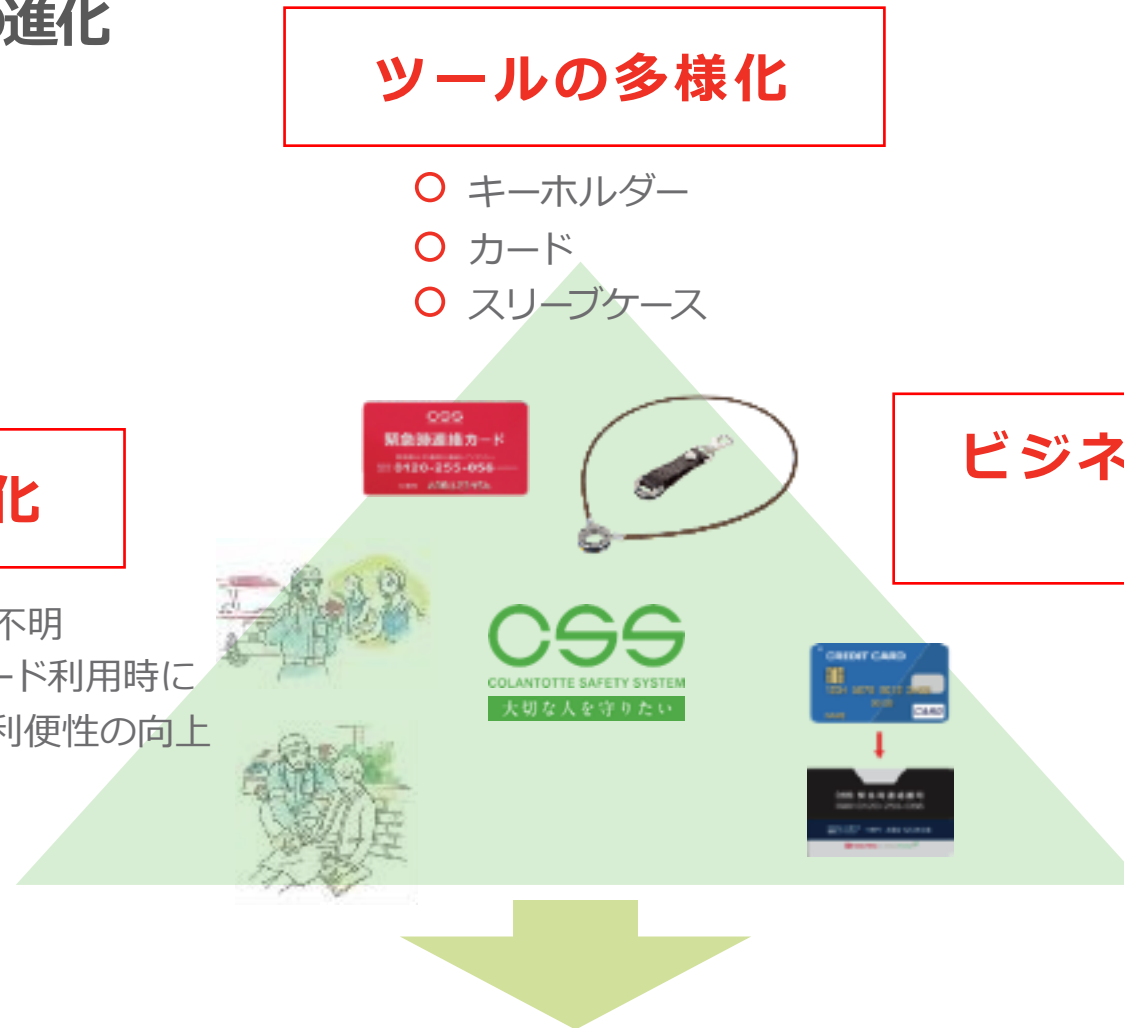 の進化
ツールの多様化
キーホルダー
カード
スリーブケース
CSS
緊急時連絡カード
0120-255-056
ビジネ
化
不明
ード利用時に
利便性の向上
CSS
COLANTOTTE SAFETY SYSTEM
大切な人を守りたい
CREDIT CARD
CARD